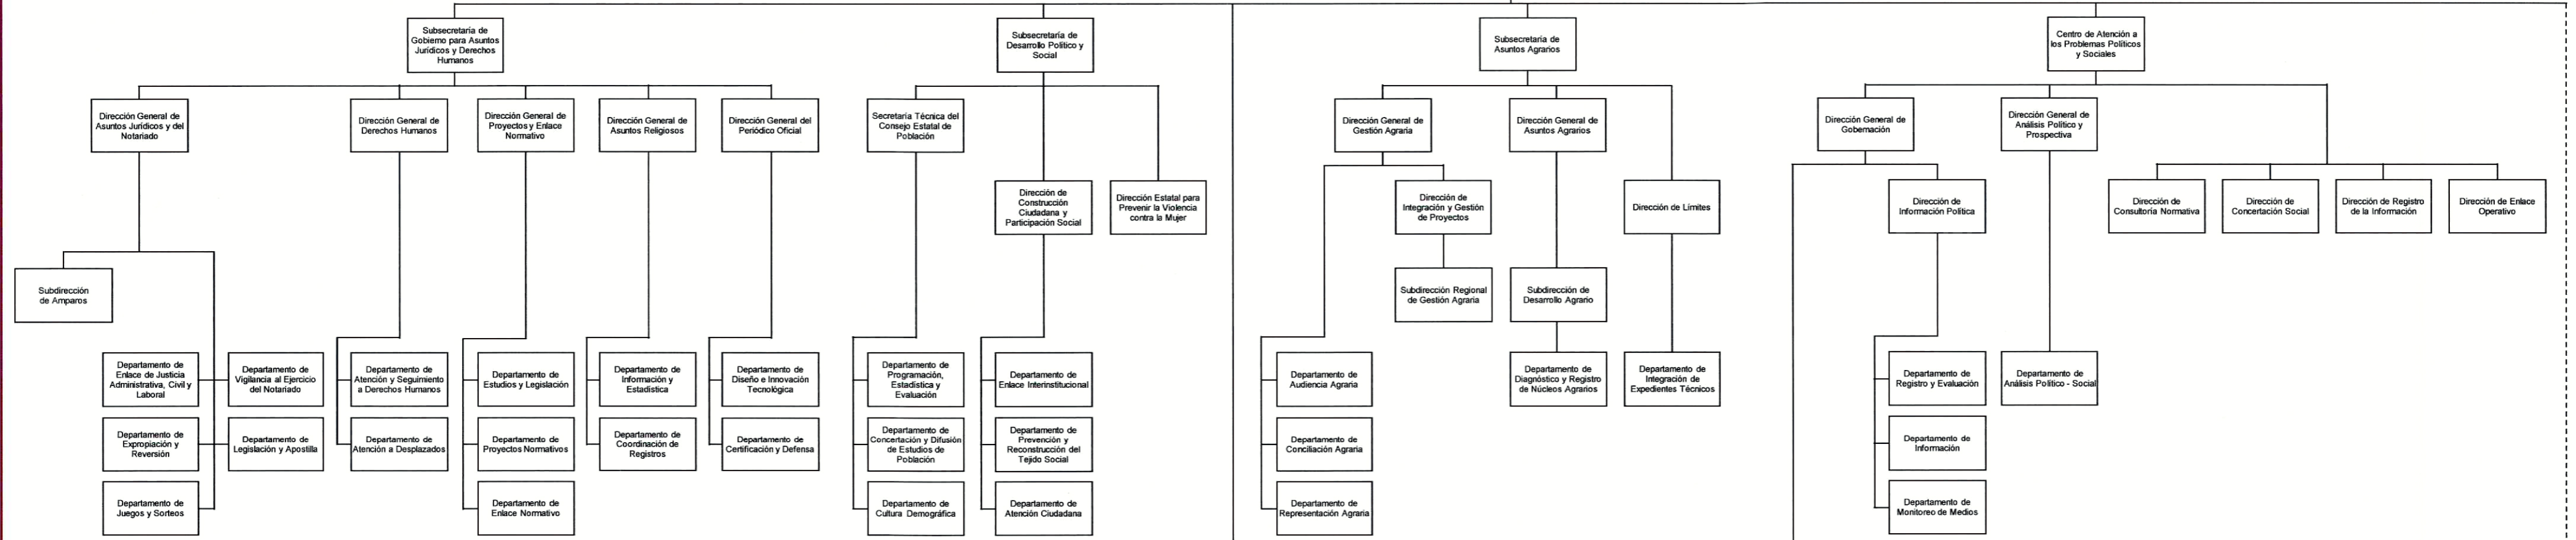 Subsecretaría de
Gobierno para Asuntos
Jurídicos y Derechos
Humanos
Subsecretaría de
Desarrollo Político y
Social
Subsecretaría de
Asuntos Agrarios
Centro de Atención a
los Problemas Políticos
y Sociales
Dirección General de
Asuntos Jurídicos y del
Notariado
Dirección General de
Derechos Humanos
Dirección General de
Proyectos y Enlace
Normativo
Dirección General de
Asuntos Religiosos
Dirección General del
Periódico Oficial
Secretaría Técnica del
Consejo Estatal de
Población
Dirección General de
Gestión Agraria
Dirección General de
Asuntos Agrarios
Dirección General de
Gobernación
Dirección General de
Análisis Político y
Prospectiva
Dirección de
Construcción
Ciudadana y
Participación Social
Dirección Estatal para
Prevenir la Violencia
contra la Mujer
Dirección de
Integración y Gestión
de Proyectos
Dirección de Límites
Dirección de
Información Política
Dirección de
Consultoría Normativa
Dirección de
Concertación Social
Dirección de Registro
de la Información
Dirección de Enlace
Operativo
Subdirección
de Amparos
Subdirección Regional
de Gestión Agraria
Subdirección de
Desarrollo Agrario
Departamento de
Enlace de Justicia
Administrativa, Civil y
Laboral
Departamento de
Vigilancia al Ejercicio
del Notariado
Departamento de
Atención y Seguimiento
a Derechos Humanos
Departamento de
Estudios y Legislación
Departamento de
Información y
Estadística
Departamento de
Diseño e Innovación
Tecnológica
Departamento de
Programación,
Estadística y
Evaluación
Departamento de
Enlace Interinstitucional
Departamento de
Audiencia Agraria
Departamento de
Diagnóstico y Registro
de Núcleos Agrarios
Departamento de
Integración de
Expedientes Técnicos
Departamento de
Registro y Evaluación
Departamento de
Análisis Político - Social
Departamento de
Expropiación y
Reversión
Departamento de
Legislación y Apostilla
Departamento de
Atención a Desplazados
Departamento de
Proyectos Normativos
Departamento de
Coordinación de
Registros
Departamento de
Certificación y Defensa
Departamento de
Concertación y Difusión
de Estudios de
Población
Departamento de
Prevención y
Reconstrucción del
Tejido Social
Departamento de
Conciliación Agraria
Departamento de
Información
Departamento de
Juegos y Sorteos
Departamento de
Enlace Normativo
Departamento de
Cultura Demográfica
Departamento de
Atención Ciudadana
Departamento de
Representación Agraria
Departamento de
Monitoreo de Medios